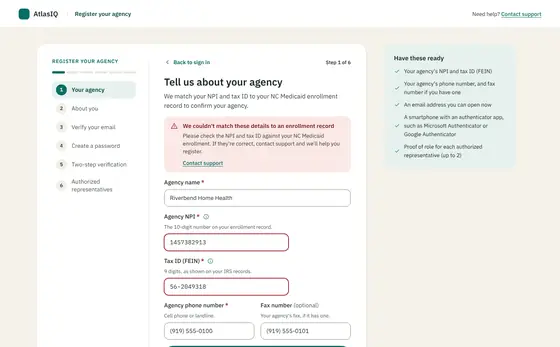 AtlasIQ
Register your agency
Need help? Contact support
REGISTER YOUR AGENCY
1 Your agency
2 About you
3 Verify your email
4 Create a password
5 Two-step verification
6 Authorized
representatives
Back to sign in
Step 1 of 6
Tell us about your agency
We match your NPI and tax ID to your NC Medicaid enrollment
record to confirm your agency.
We couldn't match those details to an enrollment record
Please check the NPI and tax ID against your NC Medicaid
enrollment. If they're correct, contact support and we'll help you
register.
Contact support
Agency name *
Riverbend Home Health
Agency NPI *
The 10-digit number on your enrollment record.
1457382913
Tax ID (FEIN) *
9 digits, as shown on your IRS records.
56-2049318
Agency phone number *
Cell phone or landline.
(919) 555-0100
Fax number (optional)
Your agency's fax, if it has one.
(919) 555-0101
Have these ready
Your agency's NPI and tax ID (FEIN)
Your agency's phone number, and fax
number if you have one
An email address you can open now
A smartphone with an authenticator app,
such as Microsoft Authenticator or
Google Authenticator
Proof of role for each authorized
representative (up to 2)